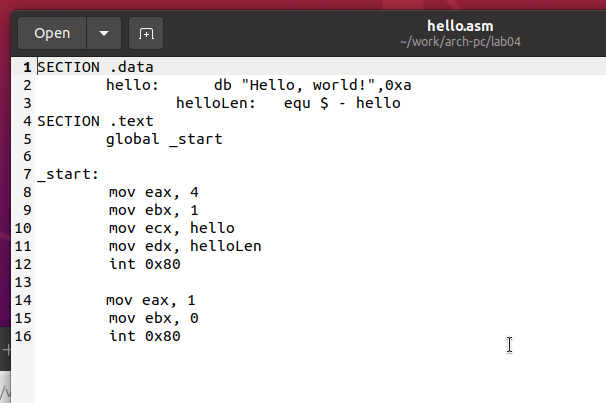 Open
hello.asm
~/work/arch-pc/lab04
1 SECTION .data
2 hello: db "Hello, world!",0xa
3 helloLen: equ $ - hello
4 SECTION .text
5 global _start
6
7 _start:
8 mov eax, 4
9 mov ebx, 1
10 mov ecx, hello
11 mov edx, helloLen
12 int 0x80
13
14 mov eax, 1
15 mov ebx, 0
16 int 0x80